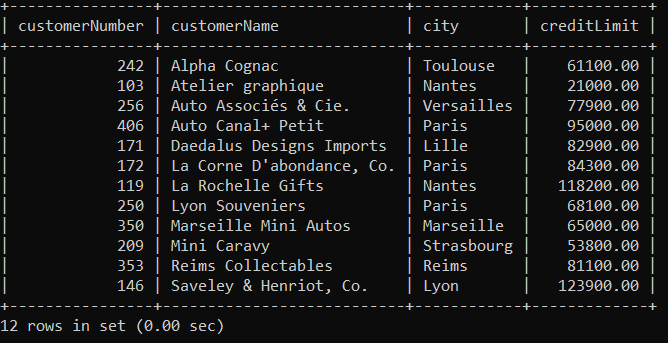 +----------------+--------------------------+------------+-------------+
| customerNumber | customerName             | city       | creditLimit |
+----------------+--------------------------+------------+-------------+
|            242 | Alpha Cognac             | Toulouse   |    61100.00 |
|            103 | Atelier graphique        | Nantes     |    21000.00 |
|            256 | Auto Associés & Cie.     | Versailles |    77900.00 |
|            406 | Auto Canal+ Petit        | Paris      |    95000.00 |
|            171 | Daedalus Designs Imports | Lille      |    82900.00 |
|            172 | La Corne D'abondance, Co. | Paris      |    84300.00 |
|            119 | La Rochelle Gifts        | Nantes     |   118200.00 |
|            250 | Lyon Souveniers          | Paris      |    68100.00 |
|            350 | Marseille Mini Autos     | Marseille  |    65000.00 |
|            209 | Mini Caravy              | Strasbourg |    53800.00 |
|            353 | Reims Collectables       | Reims      |    81100.00 |
|            146 | Saveley & Henriot, Co.   | Lyon       |   123900.00 |
+----------------+--------------------------+------------+-------------+
12 rows in set (0.00 sec)